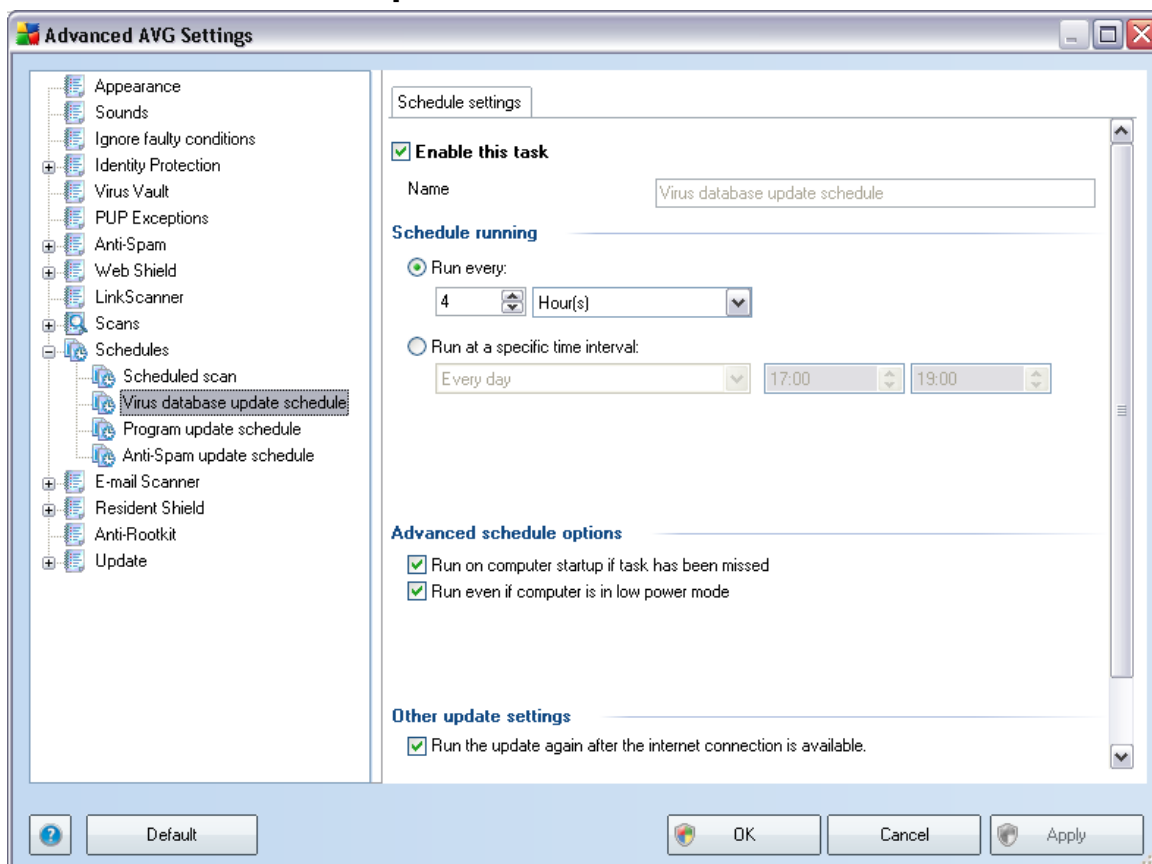 Advanced AVG Settings
Appearance
Sounds
Ignore faulty conditions
Identity Protection
Virus Vault
PUP Exceptions
Anti-Spam
Web Shield
LinkScanner
Scans
Schedules
Scheduled scan
Virus database update schedule
Program update schedule
Anti-Spam update schedule
E-mail Scanner
Resident Shield
Anti-Rootkit
Update
Schedule settings
Enable this task
Name Virus database update schedule
Schedule running
Run every:
4 Hour(s)
Run at a specific time interval:
Every day 17:00 19:00
Advanced schedule options
Run on computer startup if task has been missed
Run even if computer is in low power mode
Other update settings
Run the update again after the internet connection is available.
? Default OK Cancel Apply